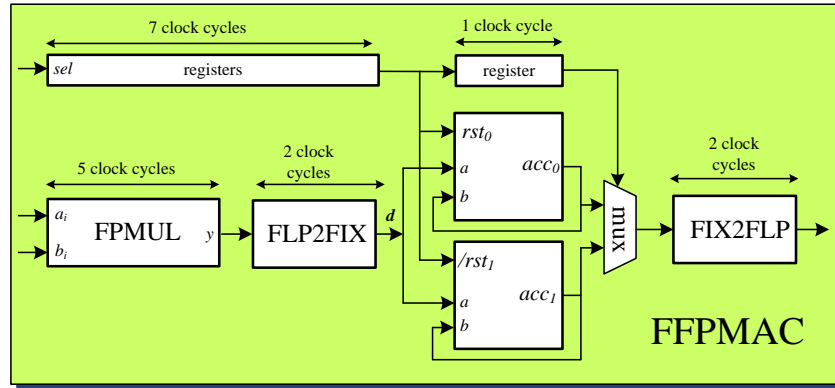 7 clock cycles
1 clock cycle
sel
registers
register
5 clock cycles
2 clock
cycles
rst0
a
b
acc0
2 clock
cycles
ai
bi
FPMUL
y
FLP2FIX
d
mux
FIX2FLP
/rst1
a
b
acc1
FFPMAC